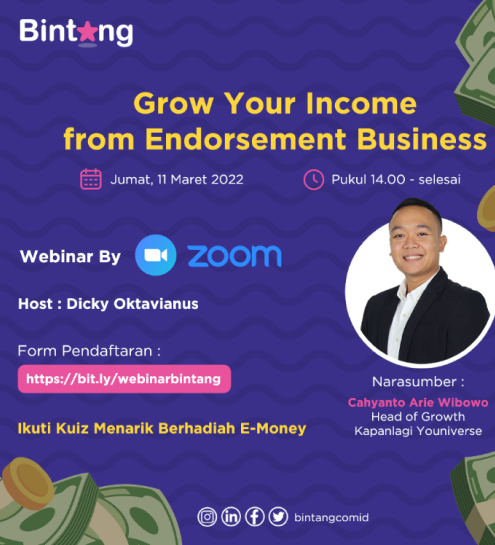 Bintang
Grow Your Income
from Endorsement Business
Jumat, 11 Maret 2022
Pukul 14.00 - selesai
Webinar By zoom
Host : Dicky Oktavianus
Form Pendaftaran :
https://bit.ly/webinarbintang
Ikuti Kuiz Menarik Berhadiah E-Money
Narasumber :
Cahyanto Arie Wibowo
Head of Growth
Kapanlagi Youniverse
bintangcomid